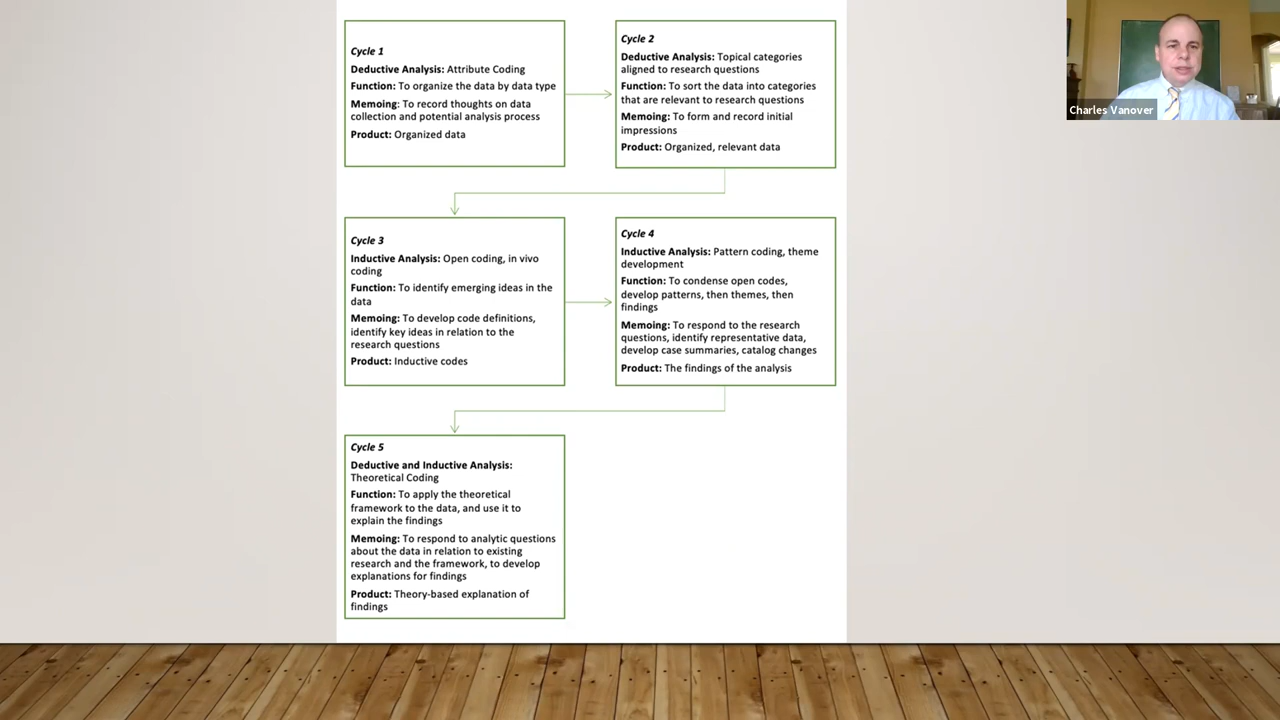 Cycle 1
Deductive Analysis: Attribute Coding
Function: To organize the data by data type
Memoing: To record thoughts on data
collection and potential analysis process
Product: Organized data
Cycle 2
Deductive Analysis: Topical categories
aligned to research questions
Function: To sort the data into categories
that are relevant to research questions
Memoing: To form and record initial
impressions
Product: Organized, relevant data
Cycle 3
Inductive Analysis: Open coding, in vivo
coding
Function: To identify emerging ideas in the
data
Memoing: To develop code definitions,
identify key ideas in relation to the
research questions
Product: Inductive codes
Cycle 4
Inductive Analysis: Pattern coding, theme
development
Function: To condense open codes,
develop patterns, then themes, then
findings
Memoing: To respond to the research
questions, identify representative data,
develop case summaries, catalog changes
Product: The findings of the analysis
Cycle 5
Deductive and Inductive Analysis:
Theoretical Coding
Function: To apply the theoretical
framework to the data, and use it to
explain the findings
Memoing: To respond to analytic questions
about the data in relation to existing
research and the framework, to develop
explanations for findings
Product: Theory-based explanation of
findings
Charles Vanover